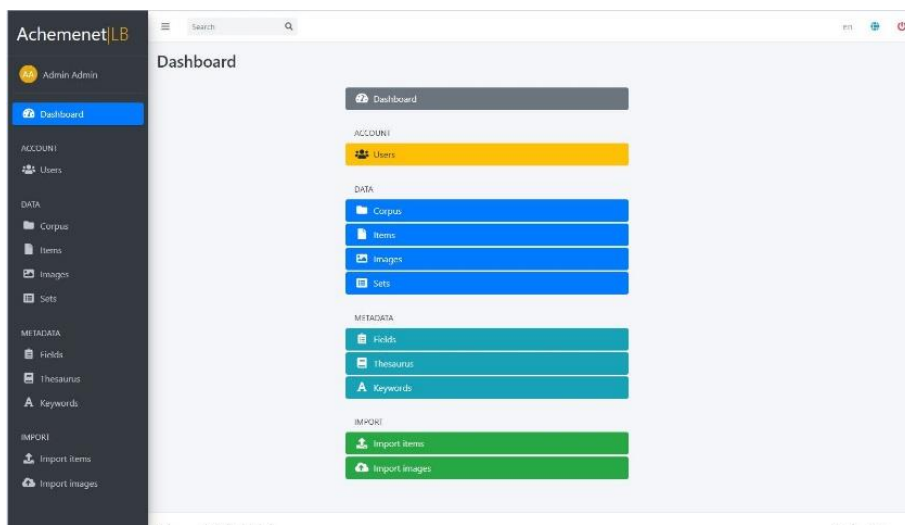 Achemenet|LB
AA Admin Admin
Dashboard
ACCOUNT
Users
DATA
Corpus
Items
Images
Sets
METADATA
Fields
Thesaurus
Keywords
IMPORT
Import items
Import images
Search
en
Dashboard
Dashboard
ACCOUNT
Users
DATA
Corpus
Items
Images
Sets
METADATA
Fields
Thesaurus
Keywords
IMPORT
Import items
Import images